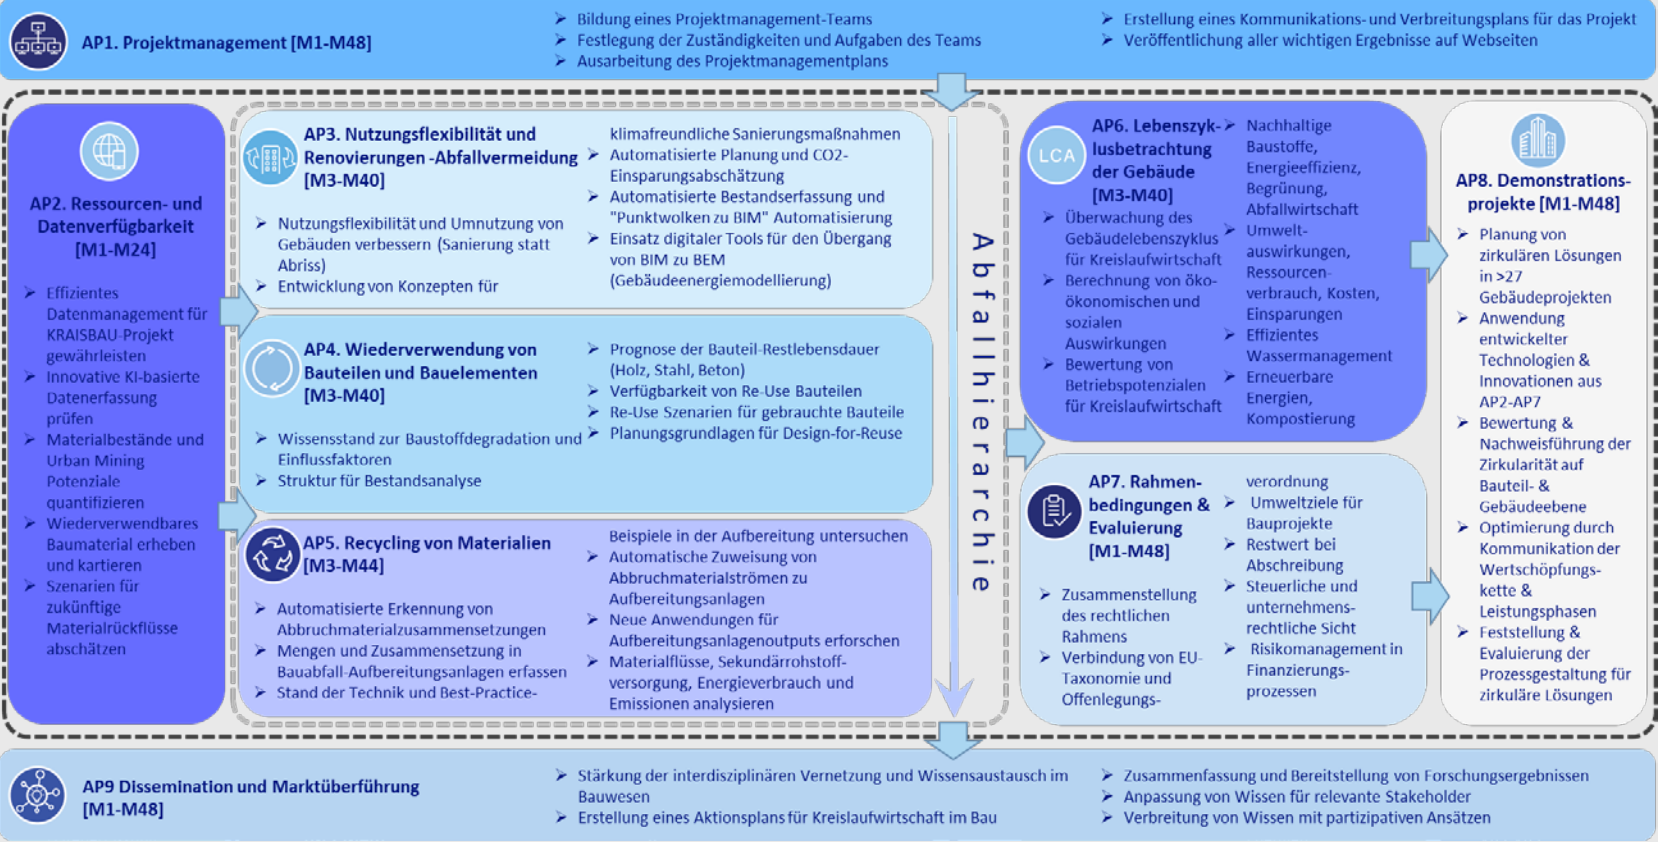 AP1. Projektmanagement [M1-M48]
➢ Bildung eines Projektmanagement-Teams
➢ Festlegung der Zuständigkeiten und Aufgaben des Teams
➢ Ausarbeitung des Projektmanagementplans
➢ Erstellung eines Kommunikations- und Verbreitungsplans für das Projekt
➢ Veröffentlichung aller wichtigen Ergebnisse auf Webseiten
AP2. Ressourcen- und
Datenverfügbarkeit
[M1-M24]
➢ Effizientes
Datenmanagement für
KRAISBAU-Projekt
gewährleisten
➢ Innovative KI-basierte
Datenerfassung
prüfen
➢ Materialbestände und
Urban Mining
Potenziale
quantifizieren
➢ Wiederverwendbares
Baumaterial erheben
und kartieren
➢ Szenarien für
zukünftige
Materialrückflüsse
abschätzen
AP3. Nutzungsflexibilität und
Renovierungen -Abfallvermeidung
[M3-M40]
➢ Nutzungsflexibilität und Umnutzung von
Gebäuden verbessern (Sanierung statt
Abriss)
➢ Entwicklung von Konzepten für
klimafreundliche Sanierungsmaßnahmen
➢ Automatisierte Planung und CO2-
Einsparungsabschätzung
➢ Automatisierte Bestandserfassung und
"Punktwolken zu BIM" Automatisierung
➢ Einsatz digitaler Tools für den Übergang
von BIM zu BEM
(Gebäudeenergiemodellierung)
AP4. Wiederverwendung von
Bauteilen und Bauelementen
[M3-M40]
➢ Wissensstand zur Baustoffdegradation und
Einflussfaktoren
➢ Struktur für Bestandsanalyse
➢ Prognose der Bauteil-Restlebensdauer
(Holz, Stahl, Beton)
➢ Verfügbarkeit von Re-Use Bauteilen
➢ Re-Use Szenarien für gebrauchte Bauteile
➢ Planungsgrundlagen für Design-for-Reuse
AP5. Recycling von Materialien
[M3-M44]
➢ Automatisierte Erkennung von
Abbruchmaterialzusammensetzungen
➢ Mengen und Zusammensetzung in
Bauabfall-Aufbereitungsanlagen erfassen
➢ Stand der Technik und Best-Practice-
Beispiele in der Aufbereitung untersuchen
➢ Automatische Zuweisung von
Abbruchmaterialströmen zu
Aufbereitungsanlagen
➢ Neue Anwendungen für
Aufbereitungsanlagenoutputs erforschen
➢ Materialflüsse, Sekundärrohstoff-
versorgung, Energieverbrauch und
Emissionen analysieren
Abfallhierarchie
LCA
AP6. Lebenszyk-
lusbetrachtung
der Gebäude
[M3-M40]
➢ Überwachung des
Gebäudelebenszyklus
für Kreislaufwirtschaft
➢ Berechnung von öko-
ökonomischen und
sozialen
Auswirkungen
➢ Bewertung von
Betriebspotenzialen
für Kreislaufwirtschaft
➢ Nachhaltige
Baustoffe,
Energieeffizienz,
Begrünung,
Abfallwirtschaft
➢ Umwelt-
auswirkungen,
Ressourcen-
verbrauch, Kosten,
Einsparungen
➢ Effizientes
Wassermanagement
➢ Erneuerbare
Energien,
Kompostierung
AP7. Rahmen-
bedingungen &
Evaluierung
[M1-M48]
➢ Zusammenstellung
des rechtlichen
Rahmens
➢ Verbindung von EU-
Taxonomie und
Offenlegungs-
verordnung
➢ Umweltziele für
Bauprojekte
➢ Restwert bei
Abschreibung
➢ Steuerliche und
unternehmens-
rechtliche Sicht
➢ Risikomanagement in
Finanzierungs-
prozessen
AP8. Demonstrations-
projekte [M1-M48]
➢ Planung von
zirkulären Lösungen
in >27
Gebäudeprojekten
➢ Anwendung
entwickelter
Technologien &
Innovationen aus
AP2-AP7
➢ Bewertung &
Nachweisführung der
Zirkularität auf
Bauteil- &
Gebäudeebene
➢ Optimierung durch
Kommunikation der
Wertschöpfungs-
kette &
Leistungsphasen
➢ Feststellung &
Evaluierung der
Prozessgestaltung für
zirkuläre Lösungen
AP9 Dissemination und Marktüberführung
[M1-M48]
➢ Stärkung der interdisziplinären Vernetzung und Wissensaustausch im
Bauwesen
➢ Erstellung eines Aktionsplans für Kreislaufwirtschaft im Bau
➢ Zusammenfassung und Bereitstellung von Forschungsergebnissen
➢ Anpassung von Wissen für relevante Stakeholder
➢ Verbreitung von Wissen mit partizipativen Ansätzen